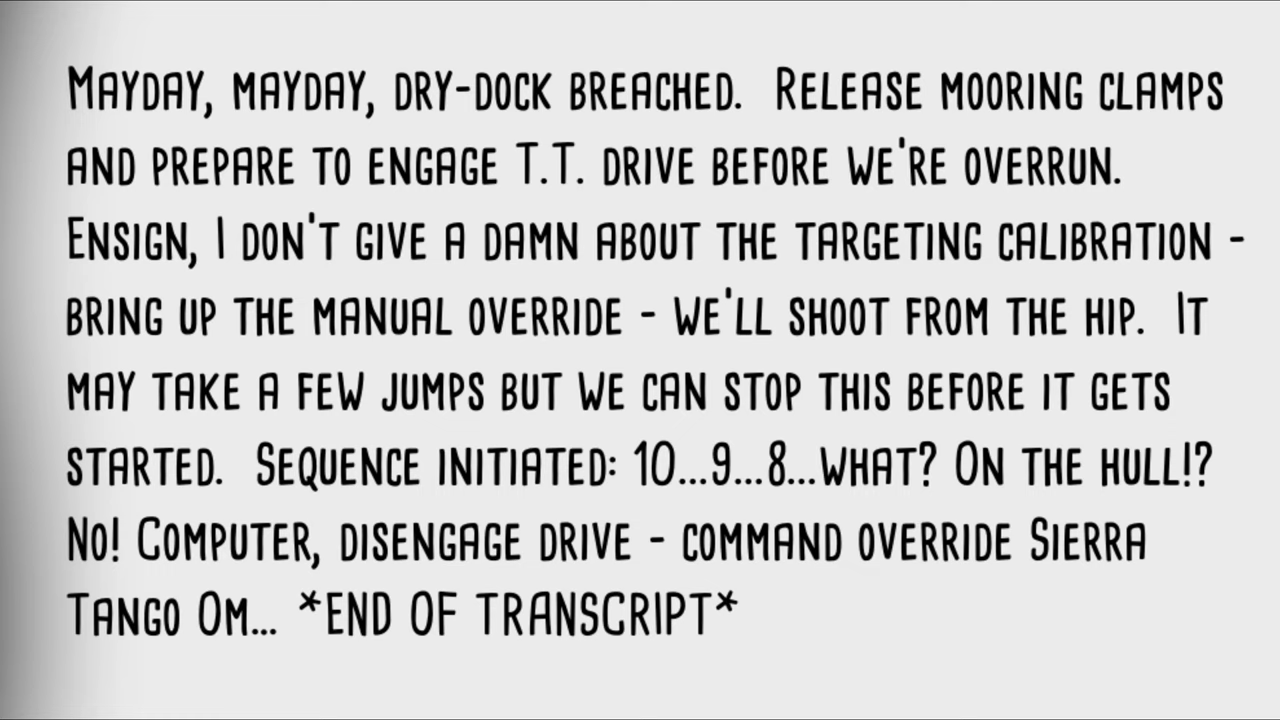 Mayday, mayday, dry-dock breached.  Release mooring clamps
and prepare to engage T.T. drive before we're overrun.
Ensign, I don't give a damn about the targeting calibration -
bring up the manual override - we'll shoot from the hip.  It
may take a few jumps but we can stop this before it gets
started.  Sequence initiated: 10...9...8...what? On the hull!?
No! Computer, disengage drive - command override Sierra
Tango Om... *END OF TRANSCRIPT*